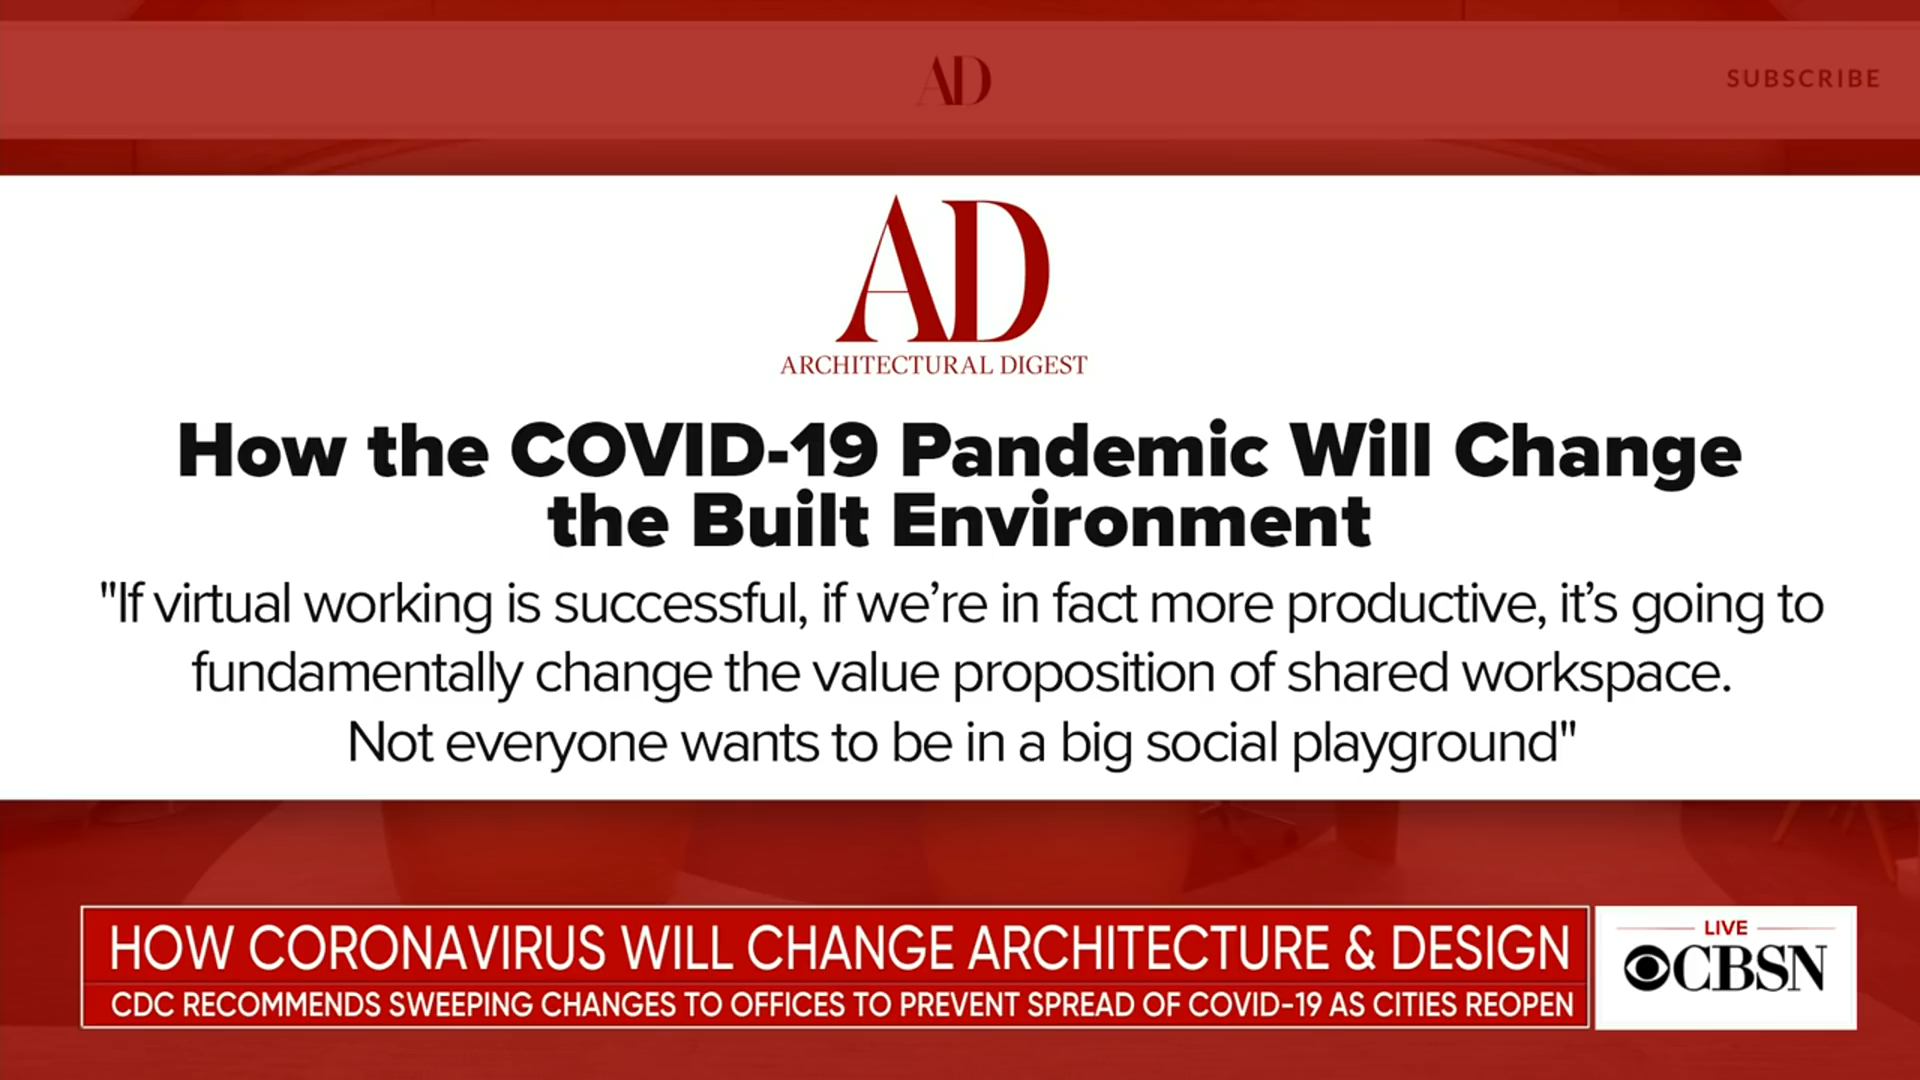 AD
SUBSCRIBE
AD
ARCHITECTURAL DIGEST
How the COVID-19 Pandemic Will Change
the Built Environment
"If virtual working is successful, if we’re in fact more productive, it’s going to
fundamentally change the value proposition of shared workspace.
Not everyone wants to be in a big social playground"
HOW CORONAVIRUS WILL CHANGE ARCHITECTURE & DESIGN
CDC RECOMMENDS SWEEPING CHANGES TO OFFICES TO PREVENT SPREAD OF COVID-19 AS CITIES REOPEN
LIVE
CBSN